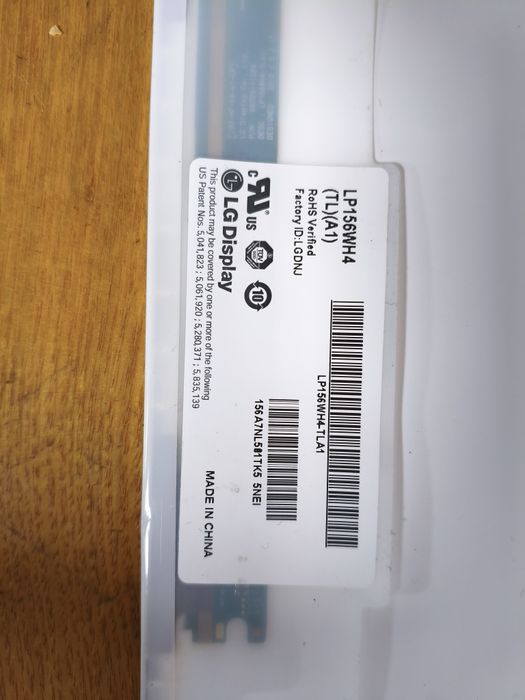 LP156WH4
(TL)(A1)
RoHS Verified
Factory ID:LGDNJ
LP156WH4-TLA1
c US
10
LG Display
156A7NL581TK5 5NEI
This product may be covered by one or more of the following
US Patent Nos. 5,041,823 ; 5,061,920 ; 5,280,371 ; 5,835,139
MADE IN CHINA